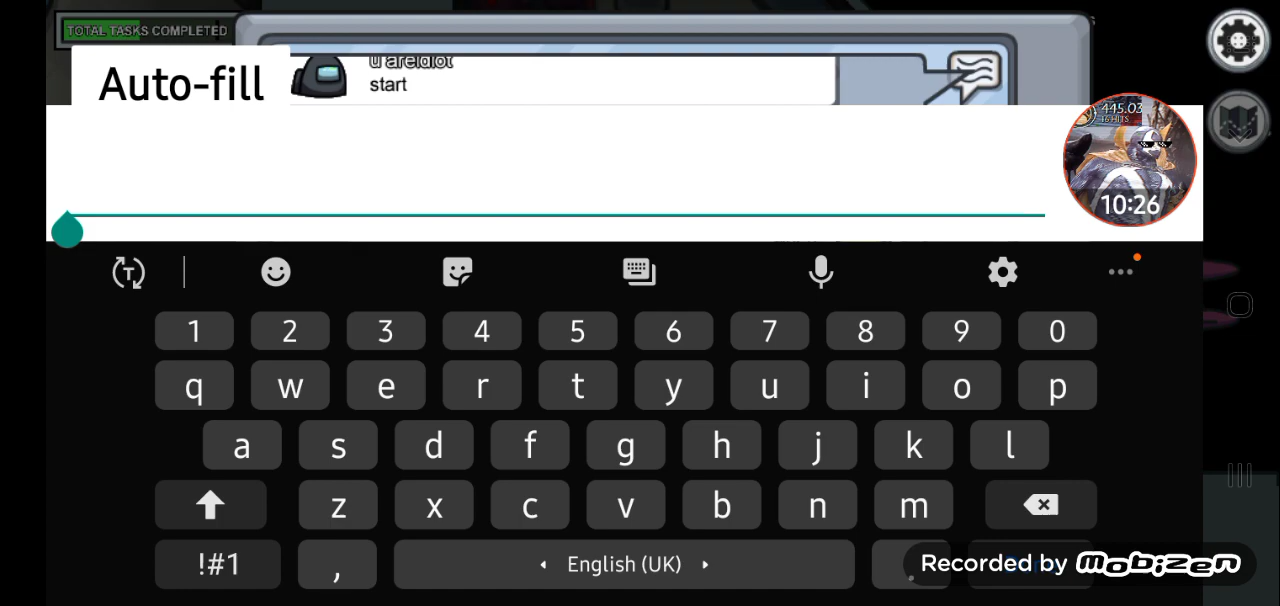 TOTAL TASKS COMPLETED
Auto-fill
u areidiot
start
445.03
16 HITS
10:26
T
1 2 3 4 5 6 7 8 9 0
q w e r t y u i o p
a s d f g h j k l
z x c v b n m
!#1 , English (UK) .
Recorded by mobizen